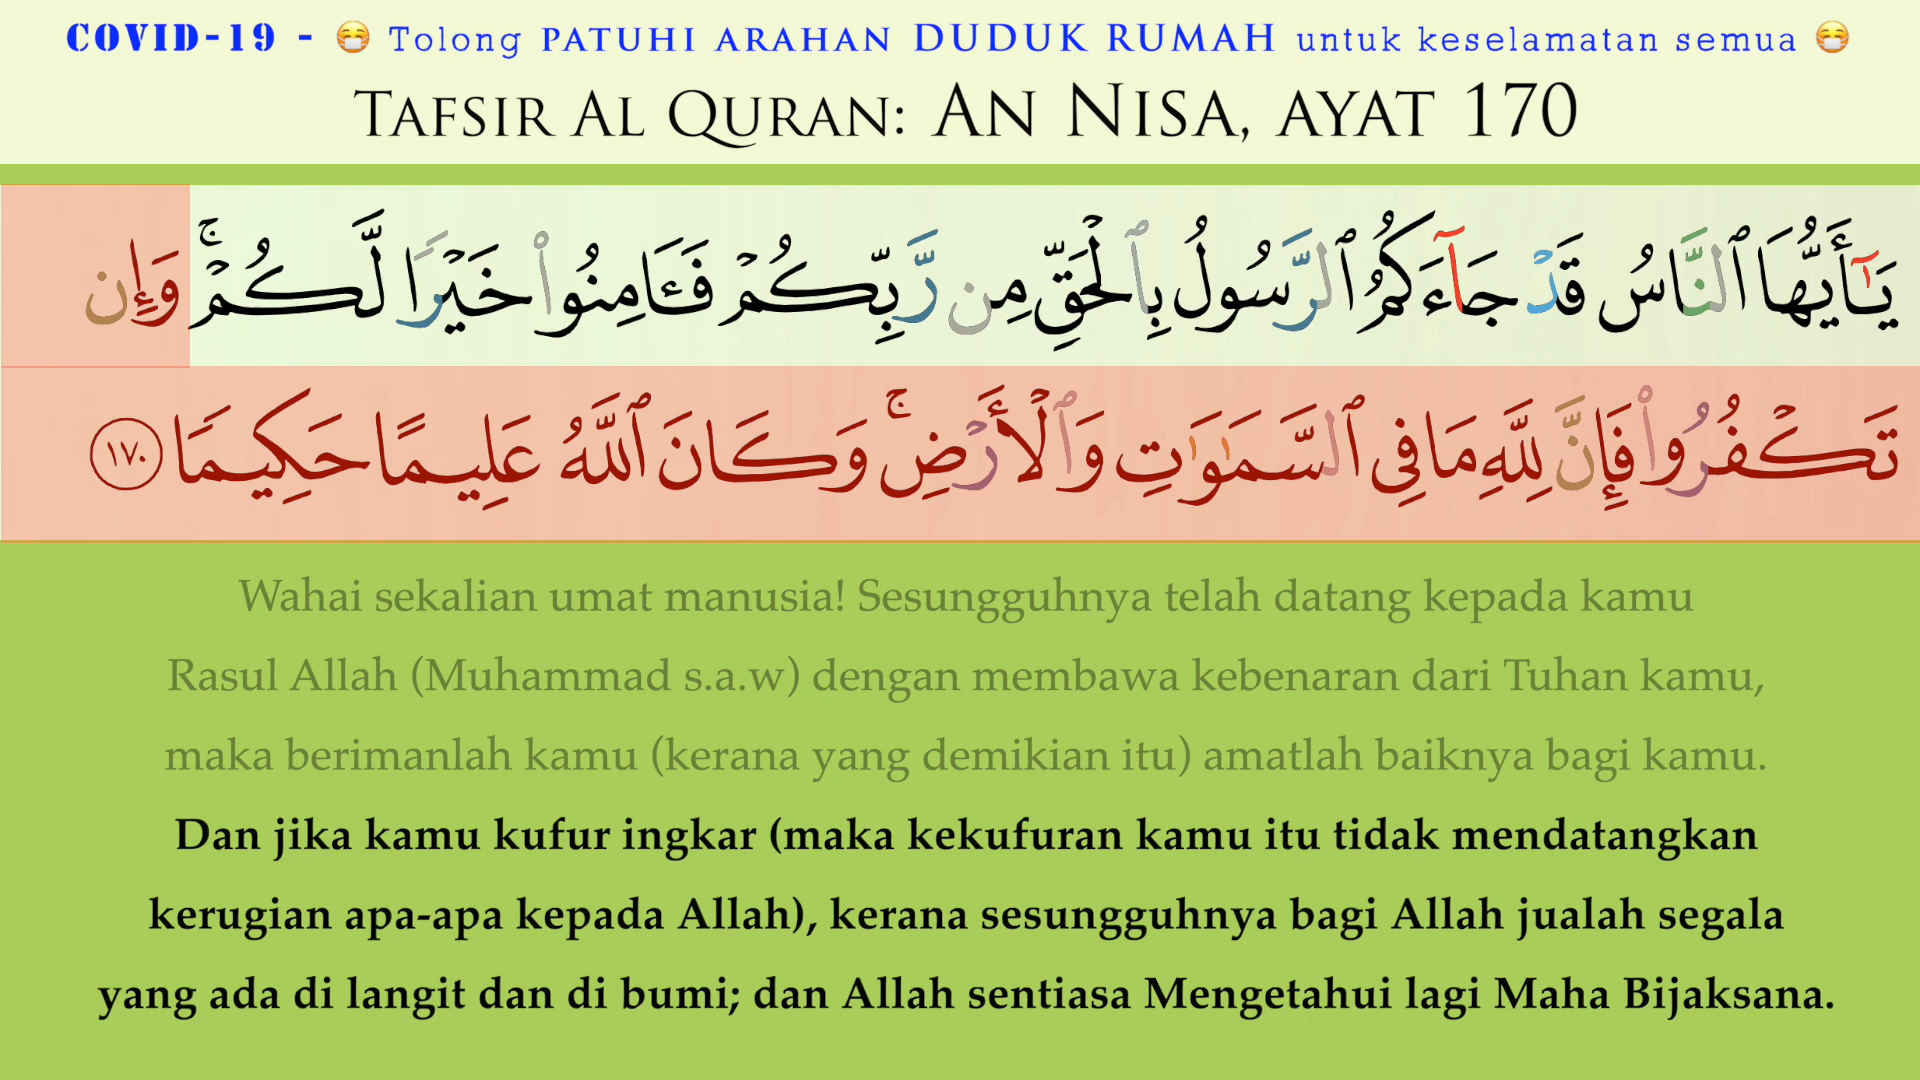 COVID-19 - 😷 Tolong PATUHI ARAHAN DUDUK RUMAH untuk keselamatan semua 😷
TAFSIR AL QURAN: AN NISA, AYAT 170
يَـٰٓأَيُّهَا ٱلنَّاسُ قَدْ جَآءَكُمُ ٱلرَّسُولُ بِٱلْحَقِّ مِن رَّبِّكُمْ فَـَٔامِنُوا۟ خَيْرًا لَّكُمْ ۚ وَإِن
تَكْفُرُوا۟ فَإِنَّ لِلَّهِ مَا فِى ٱلسَّمَـٰوَٰتِ وَٱلْأَرْضِ ۚ وَكَانَ ٱللَّهُ عَلِيمًا حَكِيمًا ١٧٠
Wahai sekalian umat manusia! Sesungguhnya telah datang kepada kamu
Rasul Allah (Muhammad s.a.w) dengan membawa kebenaran dari Tuhan kamu,
maka berimanlah kamu (kerana yang demikian itu) amatlah baiknya bagi kamu.
Dan jika kamu kufur ingkar (maka kekufuran kamu itu tidak mendatangkan
kerugian apa-apa kepada Allah), kerana sesungguhnya bagi Allah jualah segala
yang ada di langit dan di bumi; dan Allah sentiasa Mengetahui lagi Maha Bijaksana.